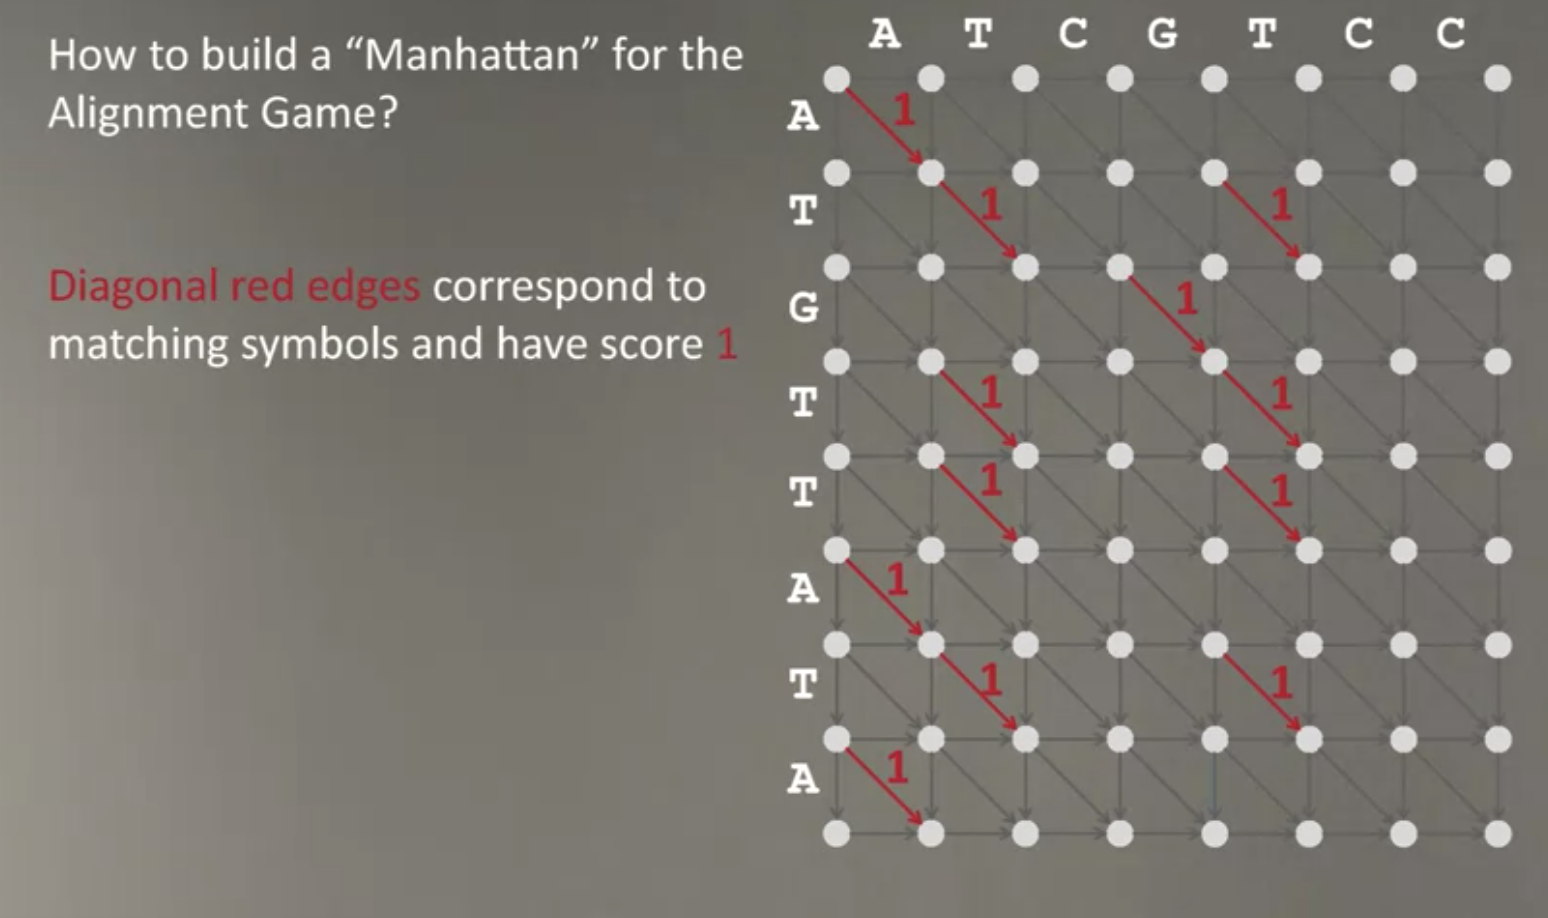 How to build a “Manhattan” for the
Alignment Game?
Diagonal red edges correspond to
matching symbols and have score 1
A T C G T C C
A
1
T
1 1
G
1
T
1 1
T
1 1
A
1
T
1 1
A
1